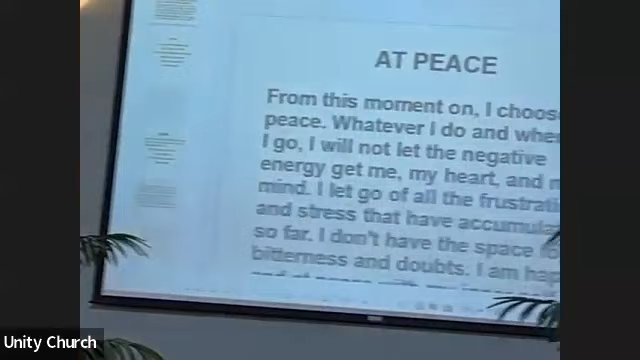 AT PEACE
From this moment on, I choos
peace. Whatever I do and whe
I go, I will not let the negative
energy get me, my heart, and m
mind. I let go of all the frustrati
and stress that have accumula
so far. I don't have the space fo
bitterness and doubts. I am hap
Unity Church